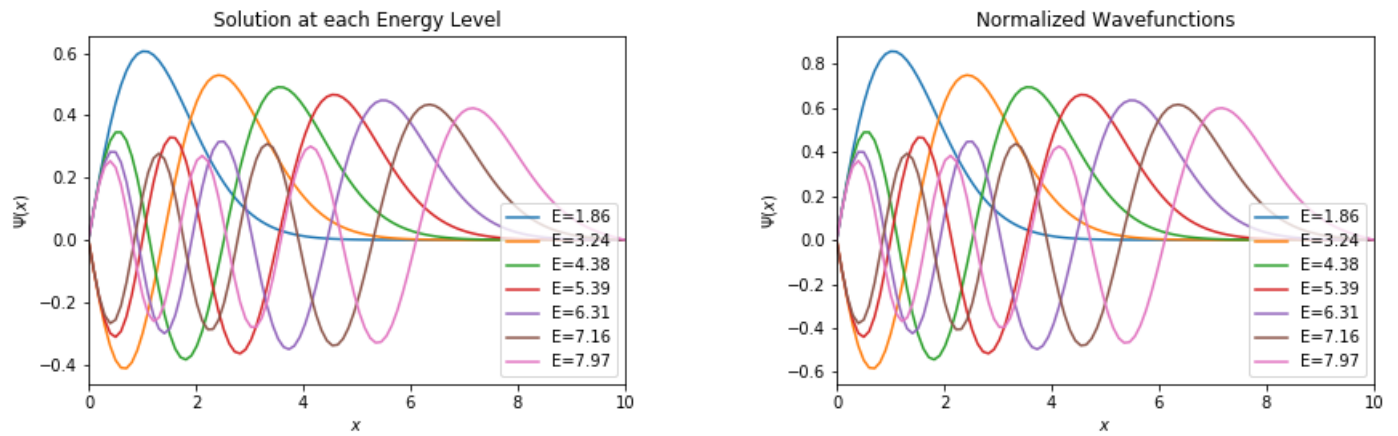 Solution at each Energy Level
0.6
0.4
0.2
0.0
−0.2
−0.4
Ψ(x)
0
2
4
6
8
10
x
E=1.86
E=3.24
E=4.38
E=5.39
E=6.31
E=7.16
E=7.97
Normalized Wavefunctions
0.8
0.6
0.4
0.2
0.0
−0.2
−0.4
−0.6
Ψ(x)
0
2
4
6
8
10
x
E=1.86
E=3.24
E=4.38
E=5.39
E=6.31
E=7.16
E=7.97